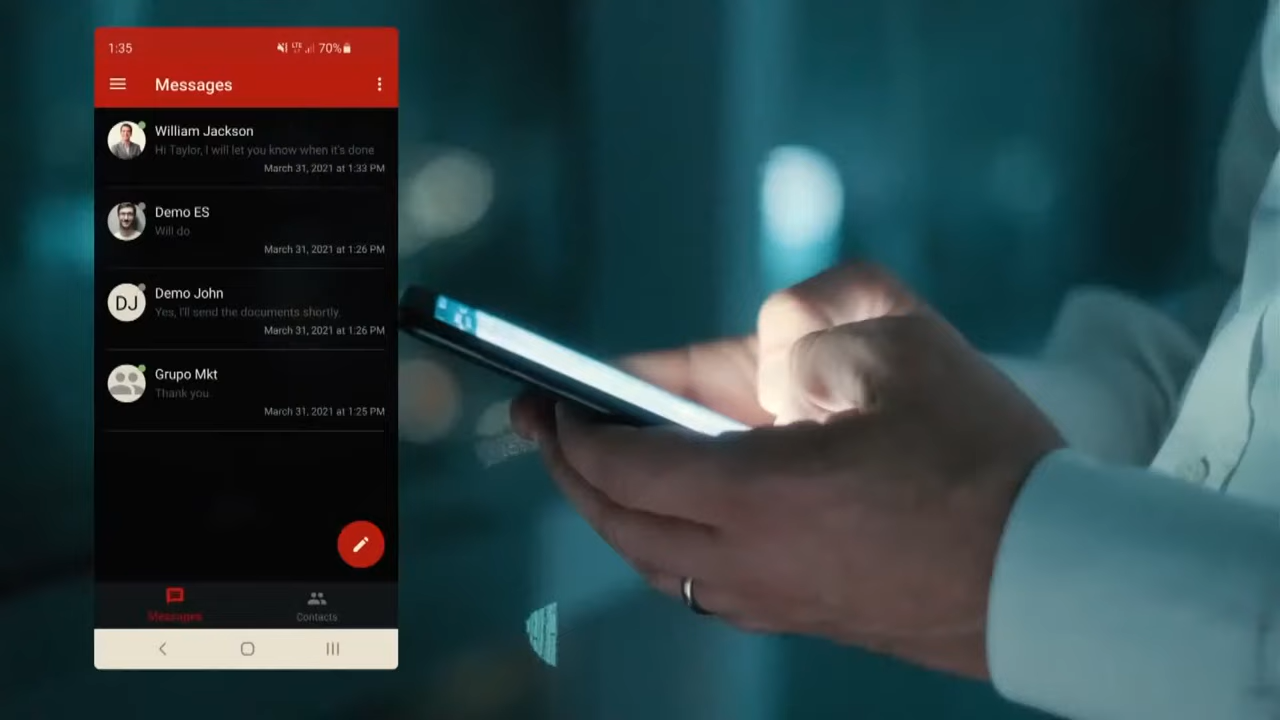 1:35
LTE 70%
Messages
William Jackson
Hi Taylor, I will let you know when it's done
March 31, 2021 at 1:33 PM
Demo ES
Will do
March 31, 2021 at 1:26 PM
DJ
Demo John
Yes, I'll send the documents shortly.
March 31, 2021 at 1:26 PM
Grupo Mkt
Thank you.
March 31, 2021 at 1:25 PM
Messages Contacts